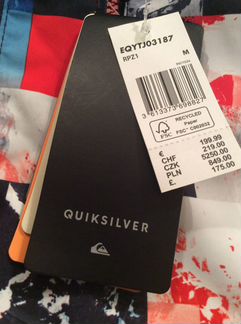 EQYTJ03187
RPZ1
M
3 613373 698827
FSC
RECYCLED
Paper
FSC® C992932
€ 199.99
CHF 219.00
CZK 5250.00
PLN 849.00
£. 175.00
QUIKSILVER